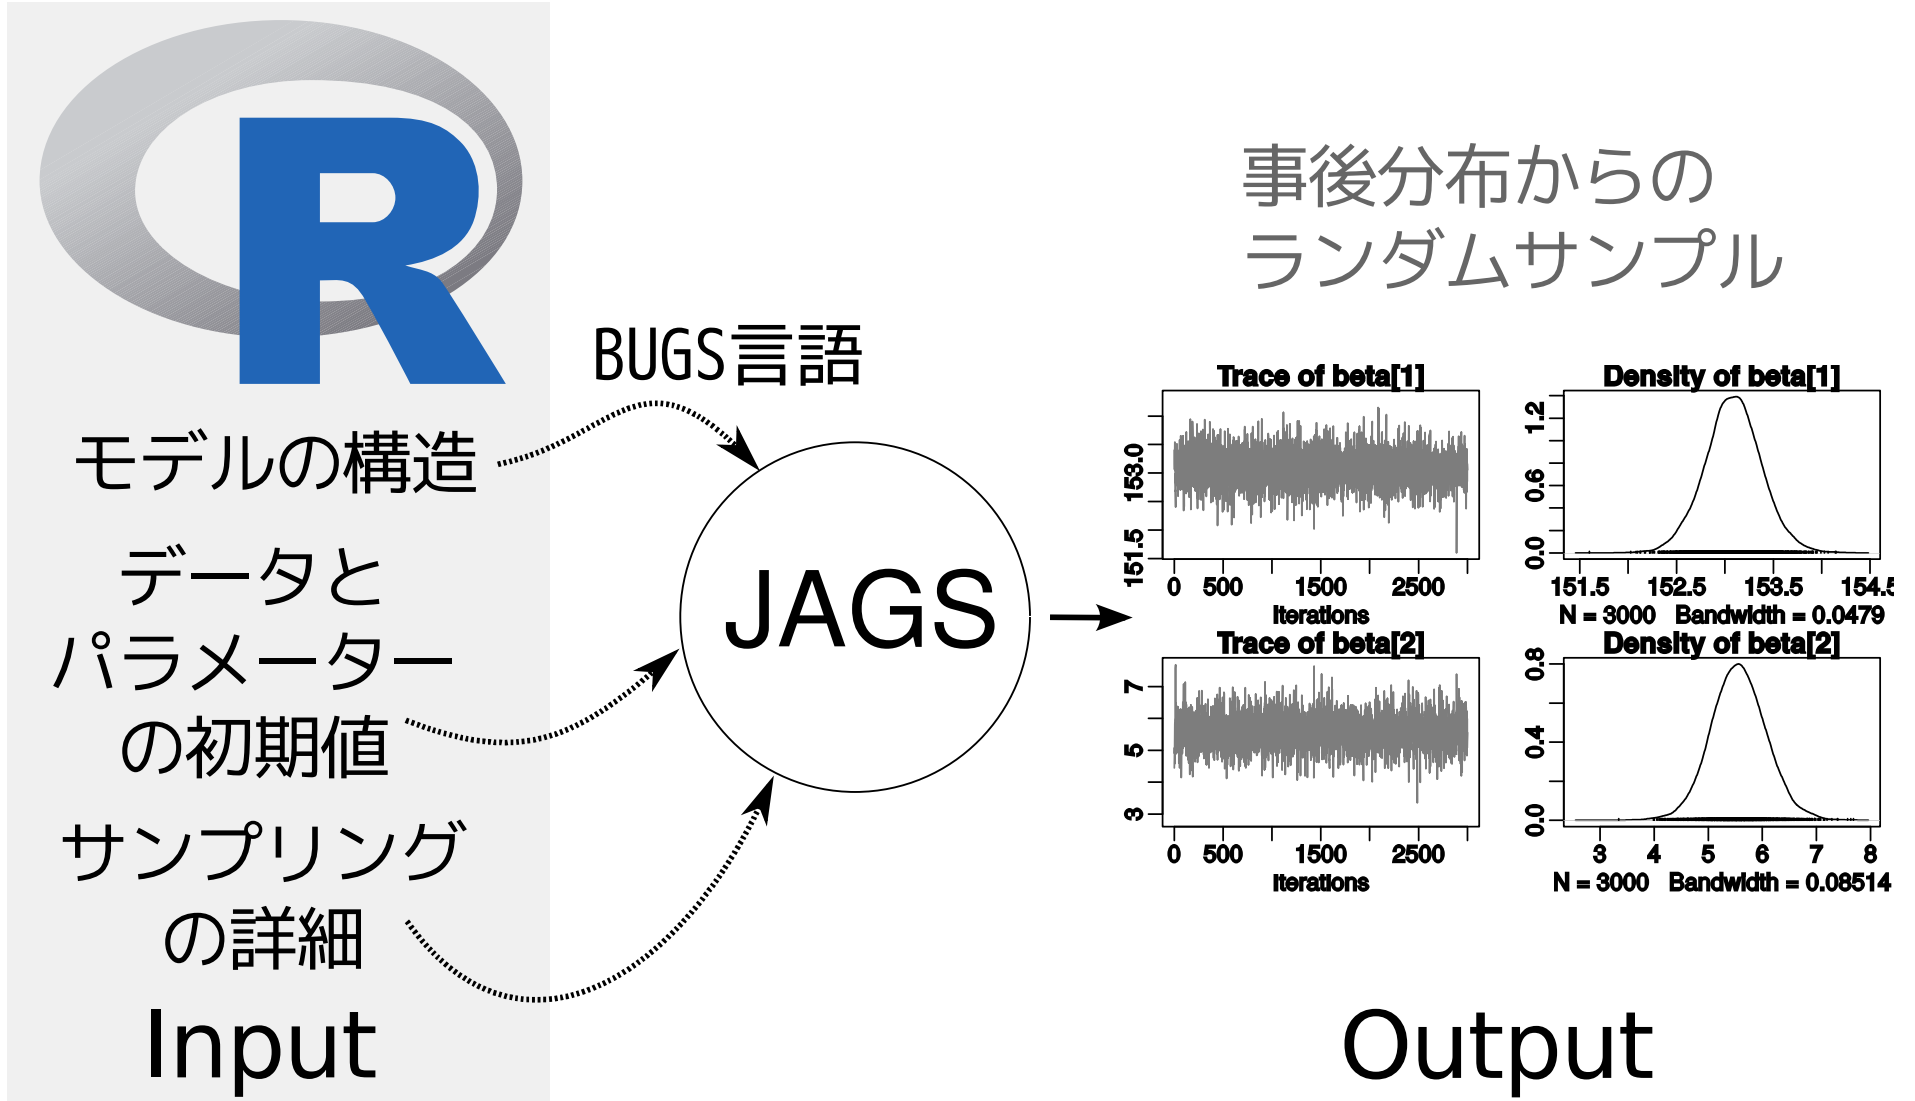 R
モデルの構造
データと
パラメーター
の初期値
サンプリング
の詳細
Input
BUGS言語
JAGS
事後分布からの
ランダムサンプル
Trace of beta[1]
151.5 153.0
0 500 1500 2500
Iterations
Density of beta[1]
0.0 0.6 1.2
151.5 152.5 153.5 154.5
N = 3000 Bandwidth = 0.0479
Trace of beta[2]
3 5 7
0 500 1500 2500
Iterations
Density of beta[2]
0.0 0.4 0.8
3 4 5 6 7 8
N = 3000 Bandwidth = 0.08514
Output